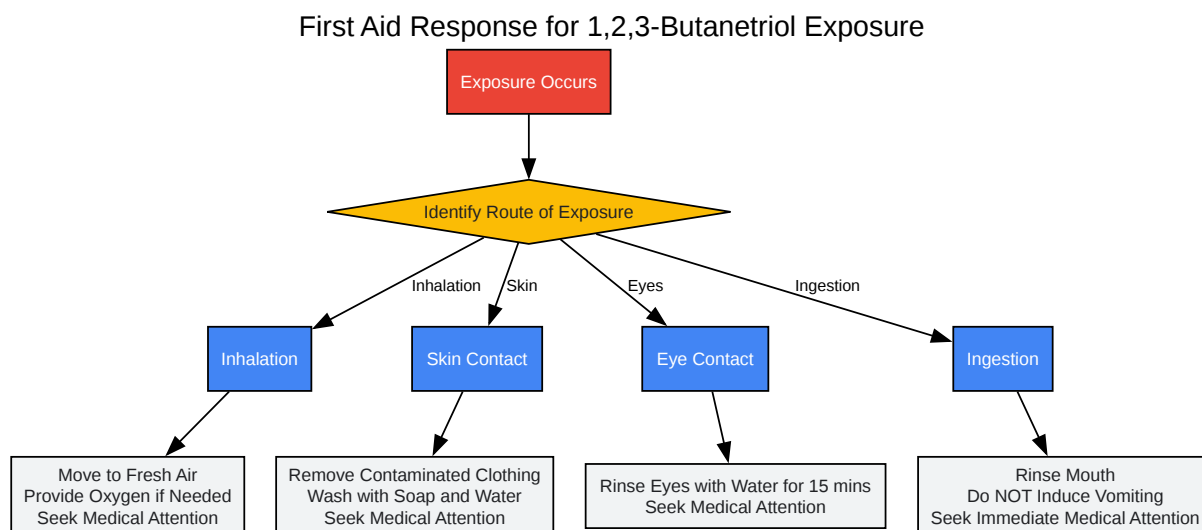 First Aid Response for 1,2,3-Butanetriol Exposure
Exposure Occurs
Identify Route of Exposure
Inhalation
Skin
Eyes
Ingestion
Inhalation
Skin Contact
Eye Contact
Ingestion
Move to Fresh Air
Provide Oxygen if Needed
Seek Medical Attention
Remove Contaminated Clothing
Wash with Soap and Water
Seek Medical Attention
Rinse Eyes with Water for 15 mins
Seek Medical Attention
Rinse Mouth
Do NOT Induce Vomiting
Seek Immediate Medical Attention